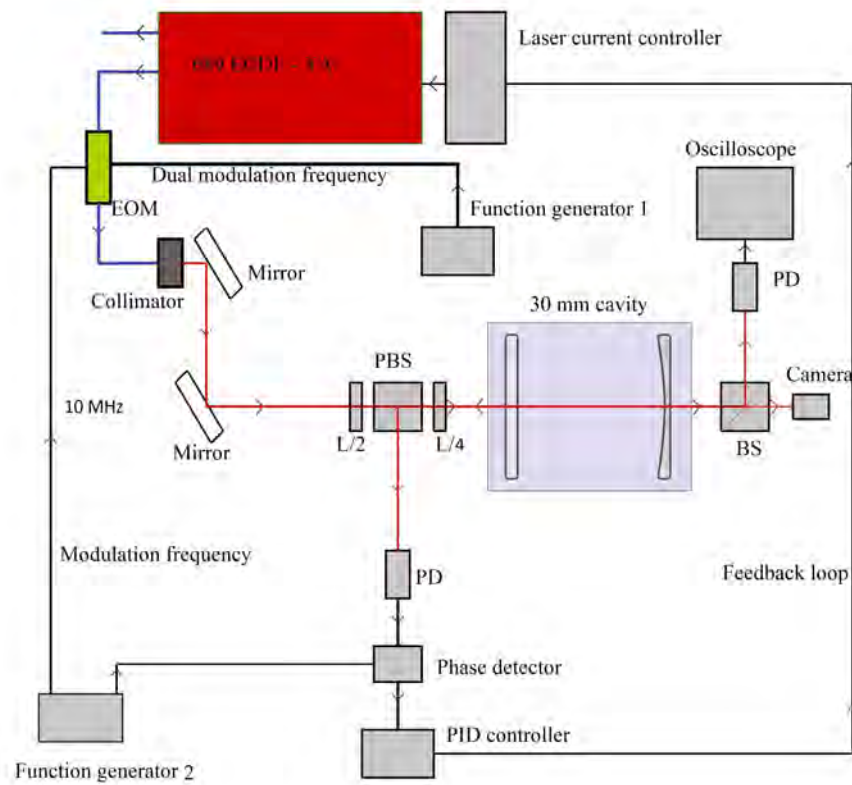 Laser current controller
Oscilloscope
Dual modulation frequency
EOM
Function generator 1
Mirror
PD
Collimator
30 mm cavity
PBS
Camera
10 MHz
L/2
L/4
BS
Mirror
Modulation frequency
PD
Feedback loop
Phase detector
PID controller
Function generator 2